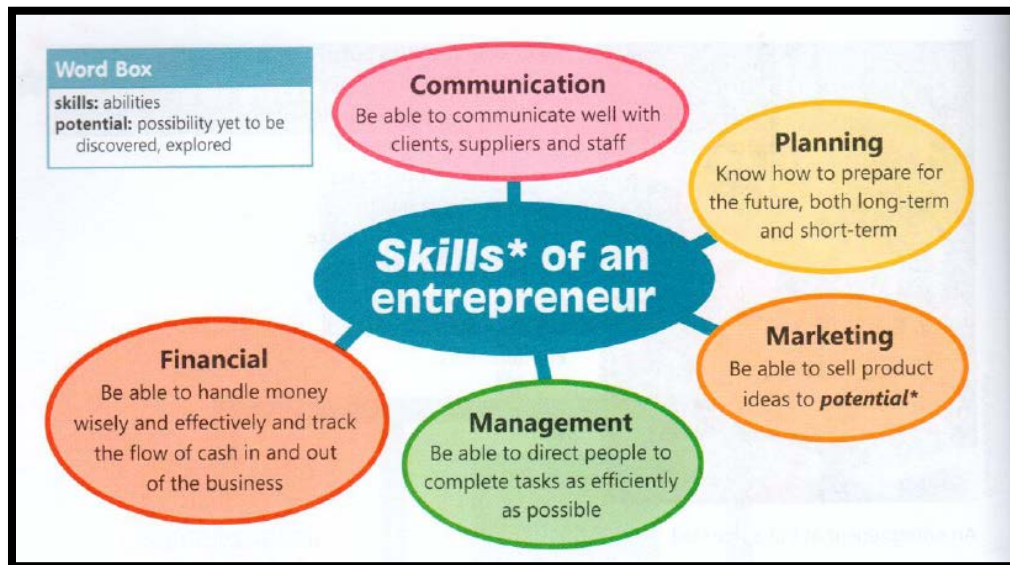 Word Box
skills: abilities
potential: possibility yet to be
discovered, explored
Communication
Be able to communicate well with
clients, suppliers and staff
Planning
Know how to prepare for
the future, both long-term
and short-term
Skills* of an
entrepreneur
Marketing
Be able to sell product
ideas to potential*
Financial
Be able to handle money
wisely and effectively and track
the flow of cash in and out
of the business
Management
Be able to direct people to
complete tasks as efficiently
as possible